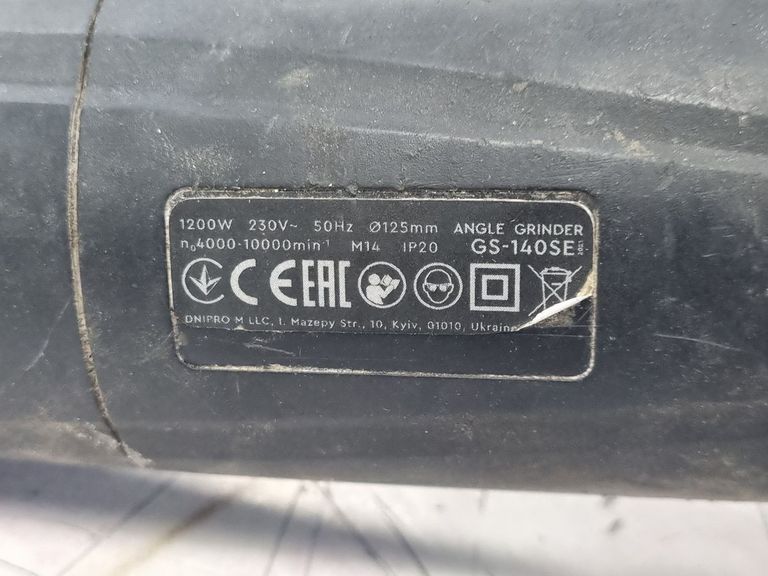 1200W 230V~ 50Hz Ø125mm ANGLE GRINDER
n₀4000-10000min⁻¹ M14 IP20 GS-140SE
CE EAC
DNIPRO M LLC, I. Mazepy Str., 10, Kyiv, 01010, Ukraine